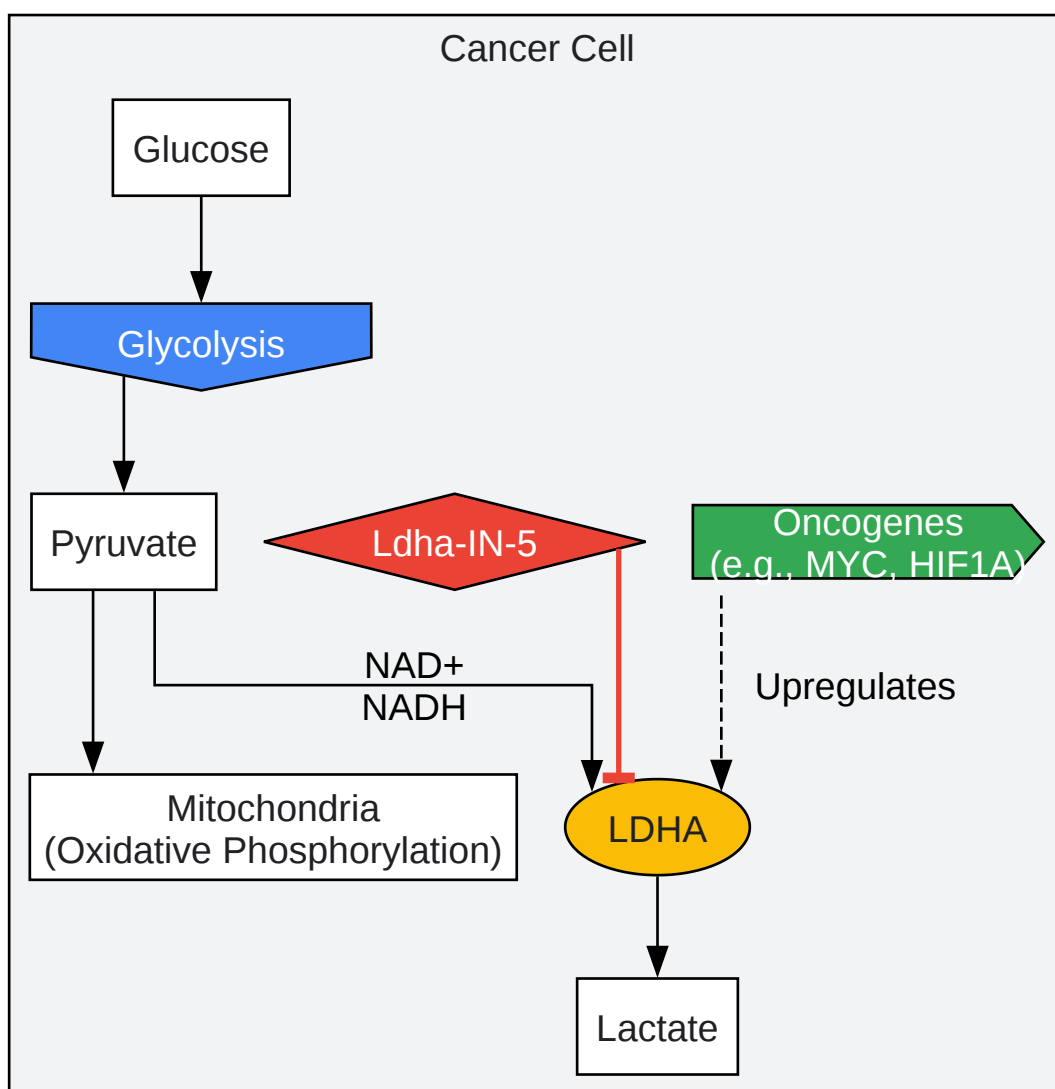 Cancer Cell
Glucose
Glycolysis
Pyruvate
Ldha-IN-5
Oncogenes
(e.g., MYC, HIF1A)
NAD+
NADH
Upregulates
Mitochondria
(Oxidative Phosphorylation)
LDHA
Lactate